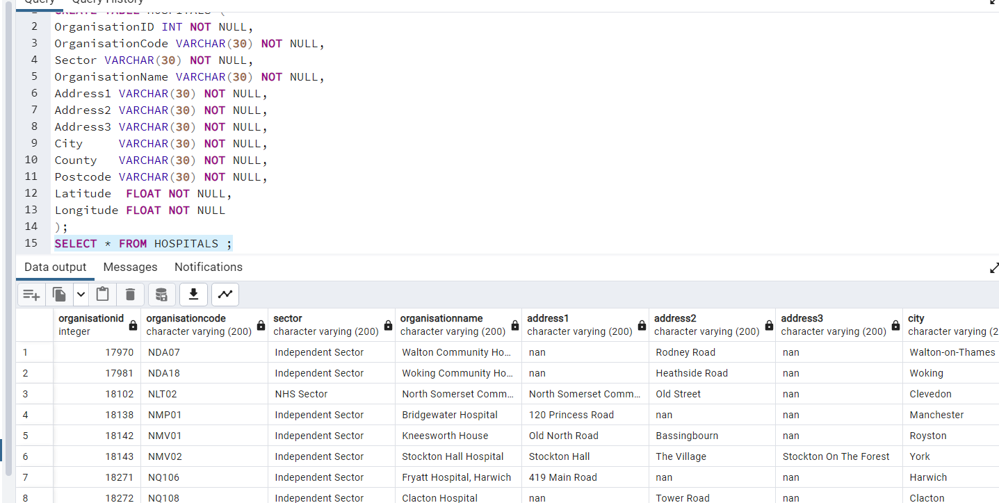 Query Query History
1 CREATE TABLE HOSPITALS (
2 OrganisationID INT NOT NULL,
3 OrganisationCode VARCHAR(30) NOT NULL,
4 Sector VARCHAR(30) NOT NULL,
5 OrganisationName VARCHAR(30) NOT NULL,
6 Address1 VARCHAR(30) NOT NULL,
7 Address2 VARCHAR(30) NOT NULL,
8 Address3 VARCHAR(30) NOT NULL,
9 City VARCHAR(30) NOT NULL,
10 County VARCHAR(30) NOT NULL,
11 Postcode VARCHAR(30) NOT NULL,
12 Latitude FLOAT NOT NULL,
13 Longitude FLOAT NOT NULL
14 );
15 SELECT * FROM HOSPITALS ;
Data output Messages Notifications
organisationid organisationcode sector organisationname address1 address2 address3 city
integer character varying (200) character varying (200) character varying (200) character varying (200) character varying (200) character varying (200) character varying (2
1 17970 NDA07 Independent Sector Walton Community Ho... nan Rodney Road nan Walton-on-Thames
2 17981 NDA18 Independent Sector Woking Community Ho... nan Heathside Road nan Woking
3 18102 NLT02 NHS Sector North Somerset Comm... North Somerset Comm... Old Street nan Clevedon
4 18138 NMP01 Independent Sector Bridgewater Hospital 120 Princess Road nan nan Manchester
5 18142 NMV01 Independent Sector Kneesworth House Old North Road Bassingbourn nan Royston
6 18143 NMV02 Independent Sector Stockton Hall Hospital Stockton Hall The Village Stockton On The Forest York
7 18271 NQ106 Independent Sector Fryatt Hospital, Harwich 419 Main Road nan nan Harwich
8 18272 NQ108 Independent Sector Clacton Hospital nan Tower Road nan Clacton